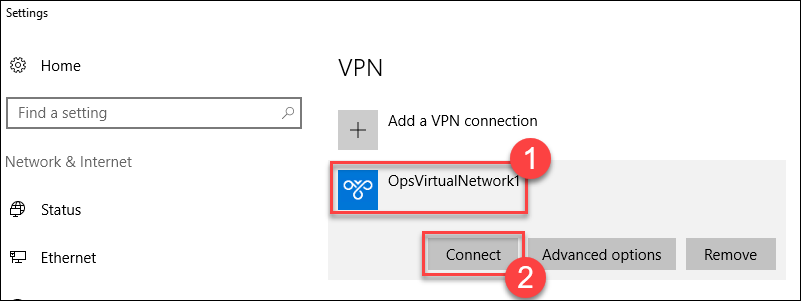 Settings
Home
Find a setting
Network & Internet
Status
Ethernet
VPN
Add a VPN connection
1
OpsVirtualNetwork1
Connect Advanced options Remove
2